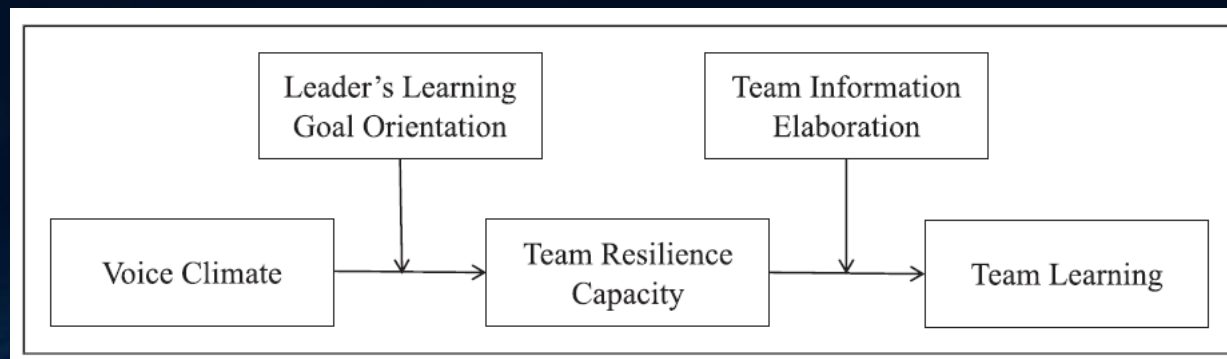 Leader’s Learning
Goal Orientation
Team Information
Elaboration
Voice Climate
Team Resilience
Capacity
Team Learning